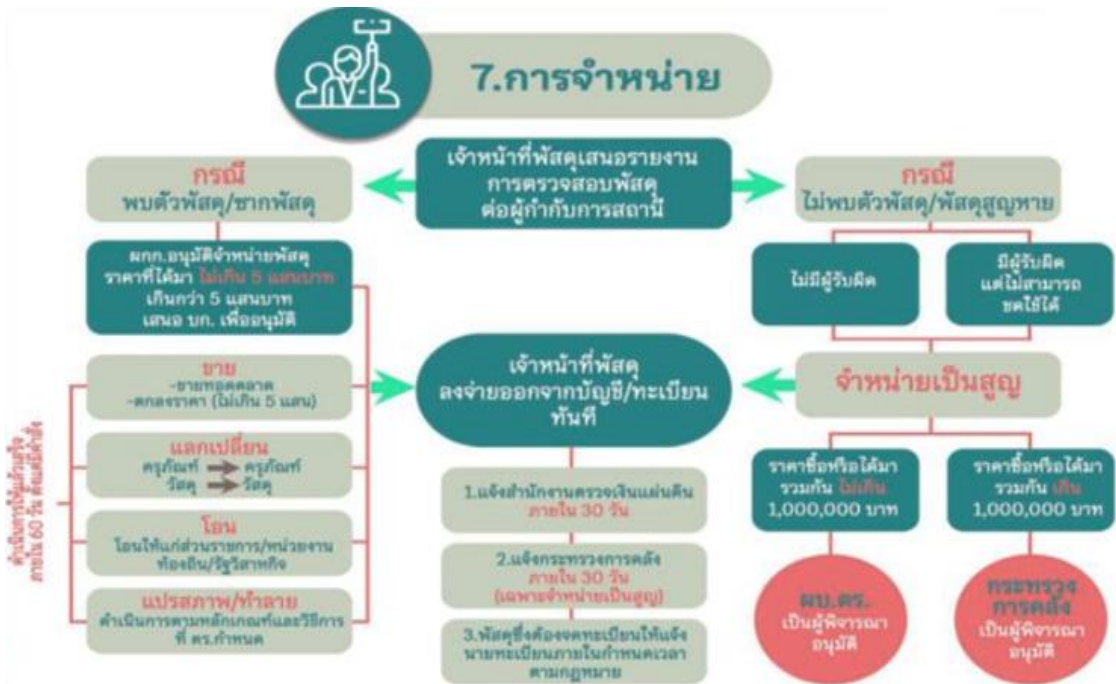 7.การจำหน่าย
เจ้าหน้าที่พัสดุเสนอรายงาน
การตรวจสอบพัสดุ
ต่อผู้กำกับการสถานี
กรณี
พบตัวพัสดุ/ซากพัสดุ
ผกก.อนุมัติจำหน่ายพัสดุ
ราคาที่ได้มา ไม่เกิน 5 แสนบาท
เกินกว่า 5 แสนบาท
เสนอ บก. เพื่ออนุมัติ
ดำเนินการให้แล้วเสร็จ
ภายใน 60 วัน ตั้งแต่มีคำสั่ง
ขาย
-ขายทอดตลาด
-ตกลงราคา (ไม่เกิน 5 แสน)
แลกเปลี่ยน
ครุภัณฑ์ ครุภัณฑ์
วัสดุ วัสดุ
โอน
โอนให้แก่ส่วนราชการ/หน่วยงาน
ท้องถิ่น/รัฐวิสาหกิจ
แปรสภาพ/ทำลาย
ดำเนินการตามหลักเกณฑ์และวิธีการ
ที่ ตร.กำหนด
เจ้าหน้าที่พัสดุ
ลงจ่ายออกจากบัญชี/ทะเบียน
ทันที
1.แจ้งสำนักงานตรวจเงินแผ่นดิน
ภายใน 30 วัน
2.แจ้งกระทรวงการคลัง
ภายใน 30 วัน
(เฉพาะจำหน่ายเป็นสูญ)
3.พัสดุซึ่งต้องจดทะเบียนให้แจ้ง
นายทะเบียนภายในกำหนดเวลา
ตามกฎหมาย
กรณี
ไม่พบตัวพัสดุ/พัสดุสูญหาย
ไม่มีผู้รับผิด
มีผู้รับผิด
แต่ไม่สามารถ
ชดใช้ได้
จำหน่ายเป็นสูญ
ราคาซื้อหรือได้มา
รวมกัน ไม่เกิน
1,000,000 บาท
ราคาซื้อหรือได้มา
รวมกัน เกิน
1,000,000 บาท
ผบ.ตร.
เป็นผู้พิจารณา
อนุมัติ
กระทรวง
การคลัง
เป็นผู้พิจารณา
อนุมัติ